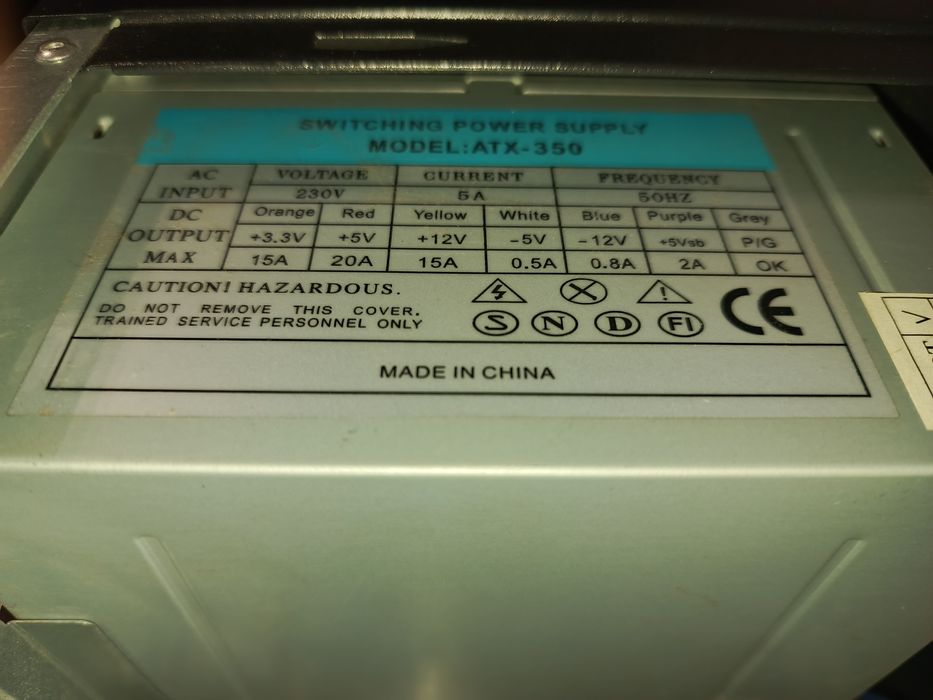 SWITCHING POWER SUPPLY
MODEL:ATX-350
AC INPUT VOLTAGE CURRENT FREQUENCY
230V 5A 50HZ
DC OUTPUT MAX Orange Red Yellow White Blue Purple Grey
+3.3V +5V +12V -5V -12V +5Vsb P/G
15A 20A 15A 0.5A 0.8A 2A OK
CAUTION! HAZARDOUS.
DO NOT REMOVE THIS COVER.
TRAINED SERVICE PERSONNEL ONLY
S N D FI CE
MADE IN CHINA